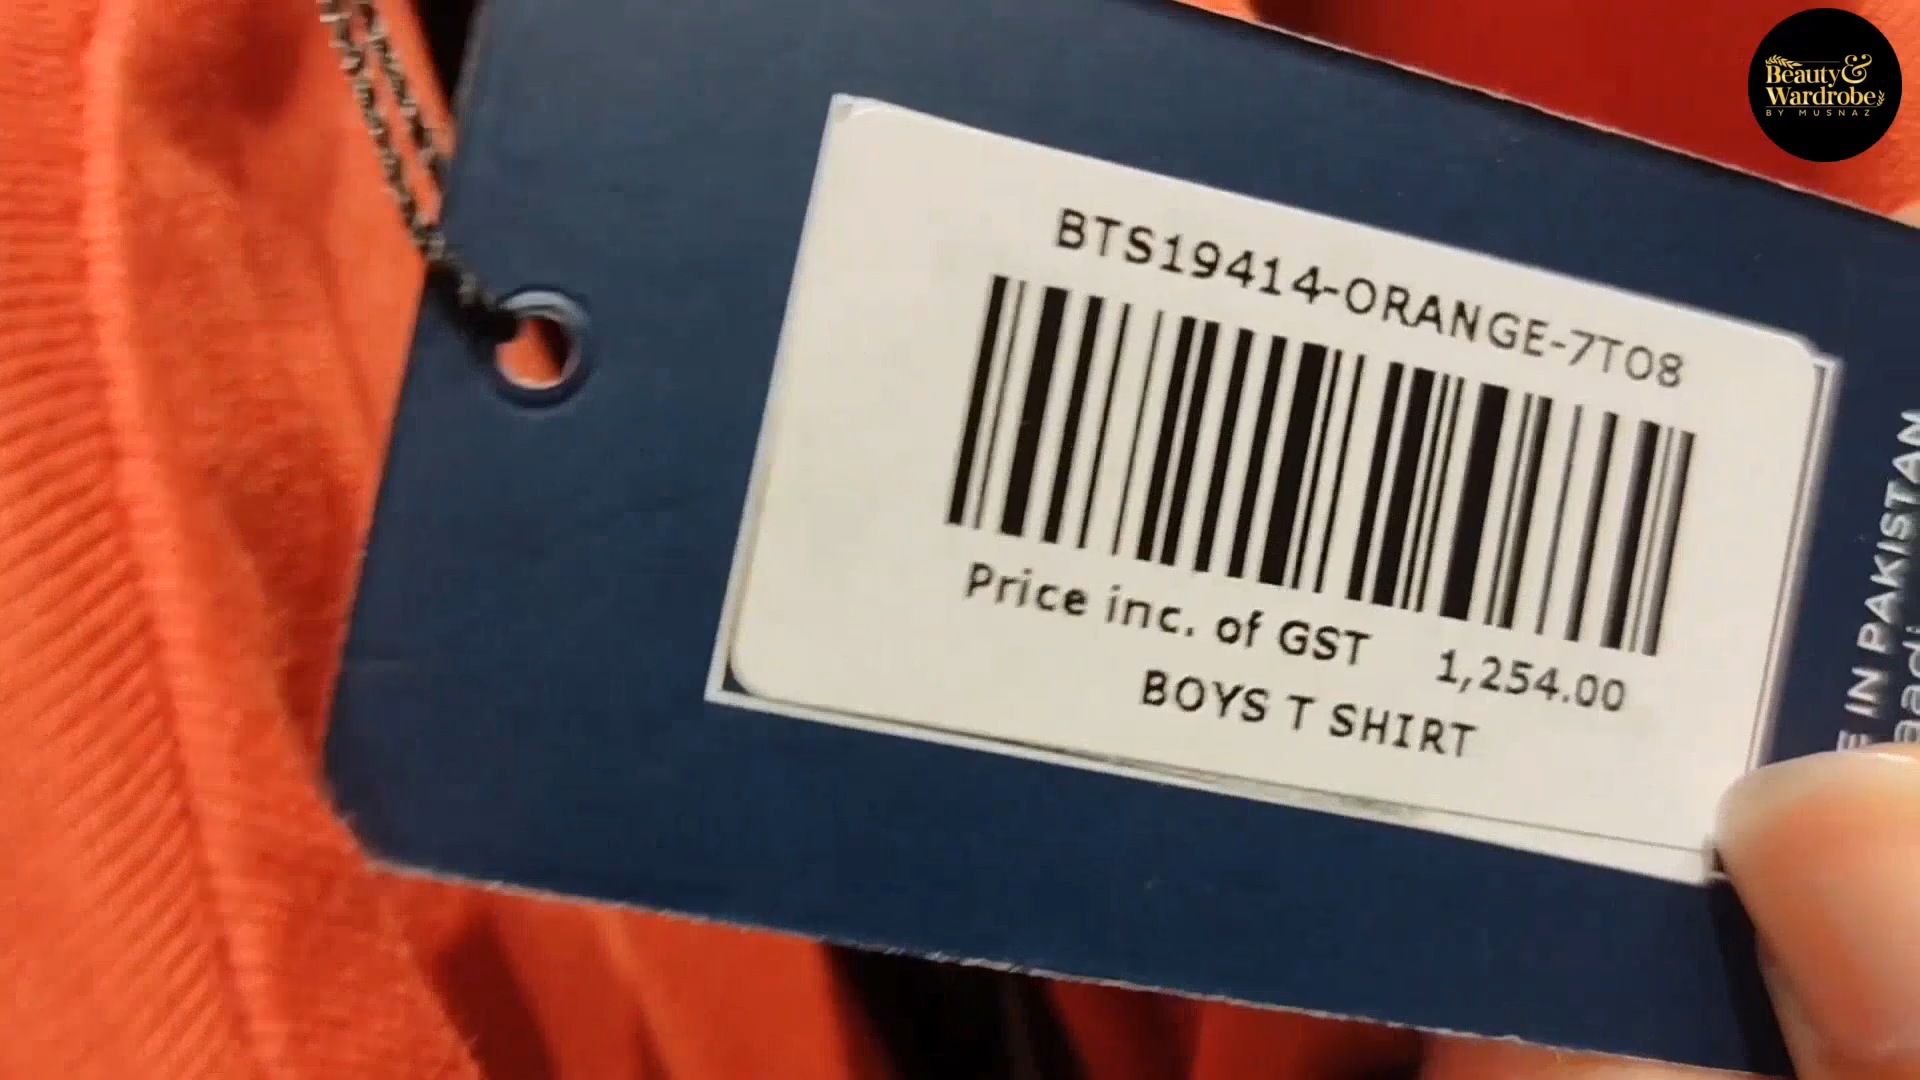 BTS19414-ORANGE-7T08
Price inc. of GST 1,254.00
BOYS T SHIRT
IN PAKISTAN
Beauty &
Wardrobe
BY MUSNAZ